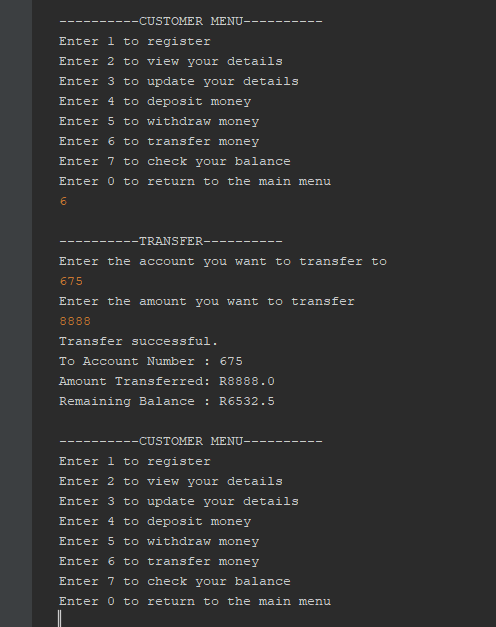 ----------CUSTOMER MENU----------
Enter 1 to register
Enter 2 to view your details
Enter 3 to update your details
Enter 4 to deposit money
Enter 5 to withdraw money
Enter 6 to transfer money
Enter 7 to check your balance
Enter 0 to return to the main menu
6
----------TRANSFER----------
Enter the account you want to transfer to
675
Enter the amount you want to transfer
8888
Transfer successful.
To Account Number : 675
Amount Transferred: R8888.0
Remaining Balance : R6532.5
----------CUSTOMER MENU----------
Enter 1 to register
Enter 2 to view your details
Enter 3 to update your details
Enter 4 to deposit money
Enter 5 to withdraw money
Enter 6 to transfer money
Enter 7 to check your balance
Enter 0 to return to the main menu